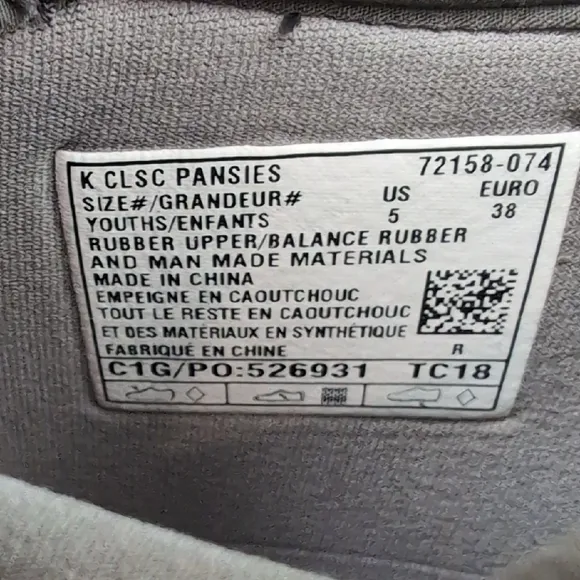 K CLSC PANSIES 72158-074
SIZE#/GRANDEUR# US EURO
YOUTHS/ENFANTS 5 38
RUBBER UPPER/BALANCE RUBBER
AND MAN MADE MATERIALS
MADE IN CHINA
EMPEIGNE EN CAOUTCHOUC
TOUT LE RESTE EN CAOUTCHOUC
ET DES MATÉRIAUX EN SYNTHÉTIQUE
FABRIQUÉ EN CHINE R
C1G/PO:526931 TC18